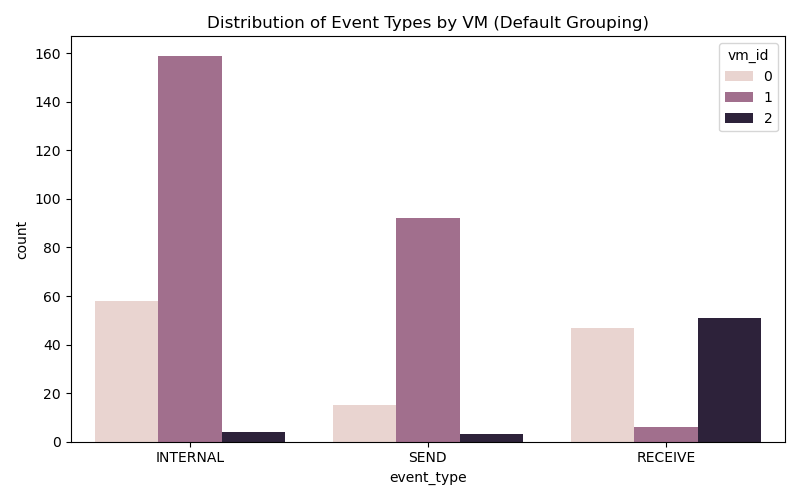 Distribution of Event Types by VM (Default Grouping)
vm_id
0
1
2
160
140
120
100
80
60
40
20
0
count
INTERNAL
SEND
RECEIVE
event_type